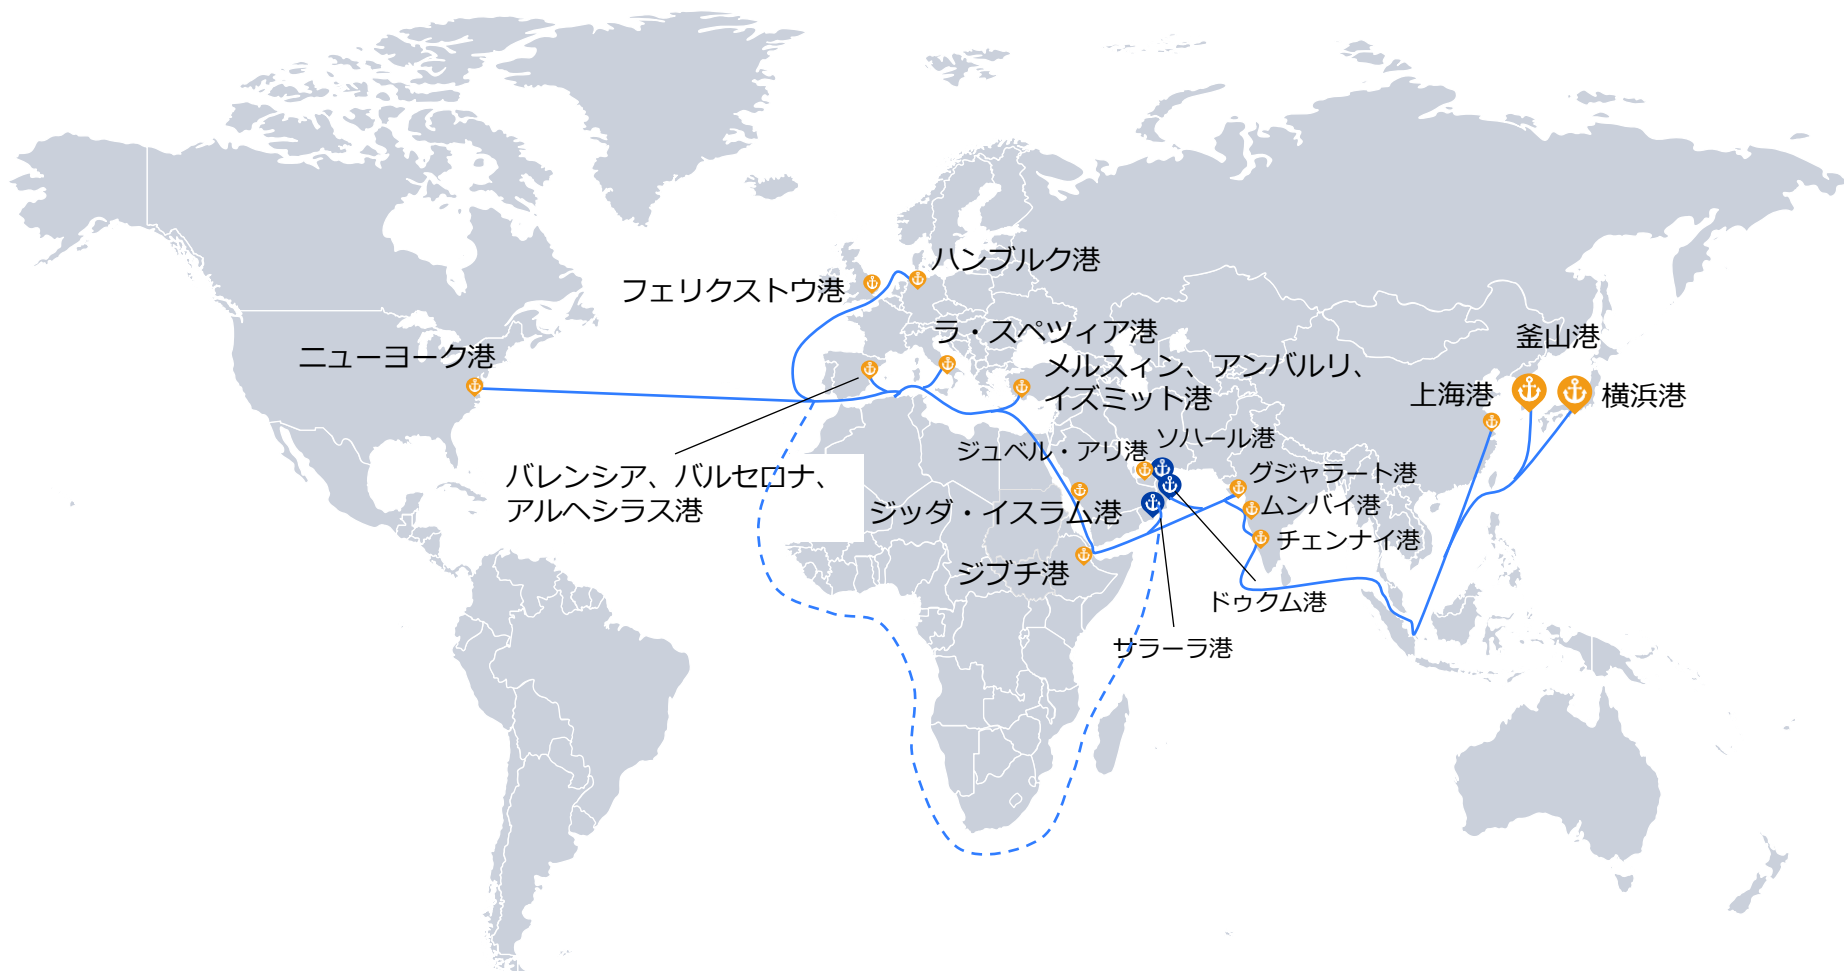 ハンブルク港
フェリクストウ港
ラ・スペツィア港
釜山港
ニューヨーク港
メルスィン、アンバルリ、
イズミット港
上海港
横浜港
ソハール港
ジュベル・アリ港
バレンシア、バルセロナ、
アルヘシラス港
グジャラート港
ムンバイ港
ジッダ・イスラム港
チェンナイ港
ジブチ港
ドゥクム港
サラーラ港